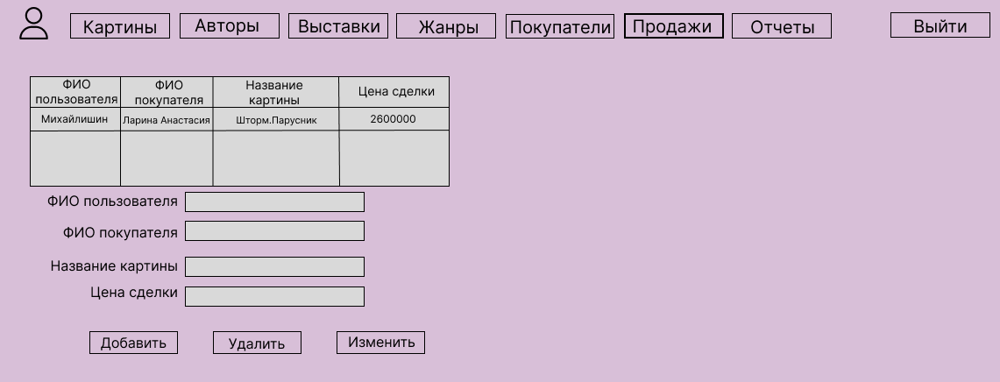 Картины Авторы Выставки Жанры Покупатели Продажи Отчеты Выйти
ФИО пользователя ФИО покупателя Название картины Цена сделки
Михайлишин Ларина Анастасия Шторм.Парусник 2600000
ФИО пользователя
ФИО покупателя
Название картины
Цена сделки
Добавить Удалить Изменить